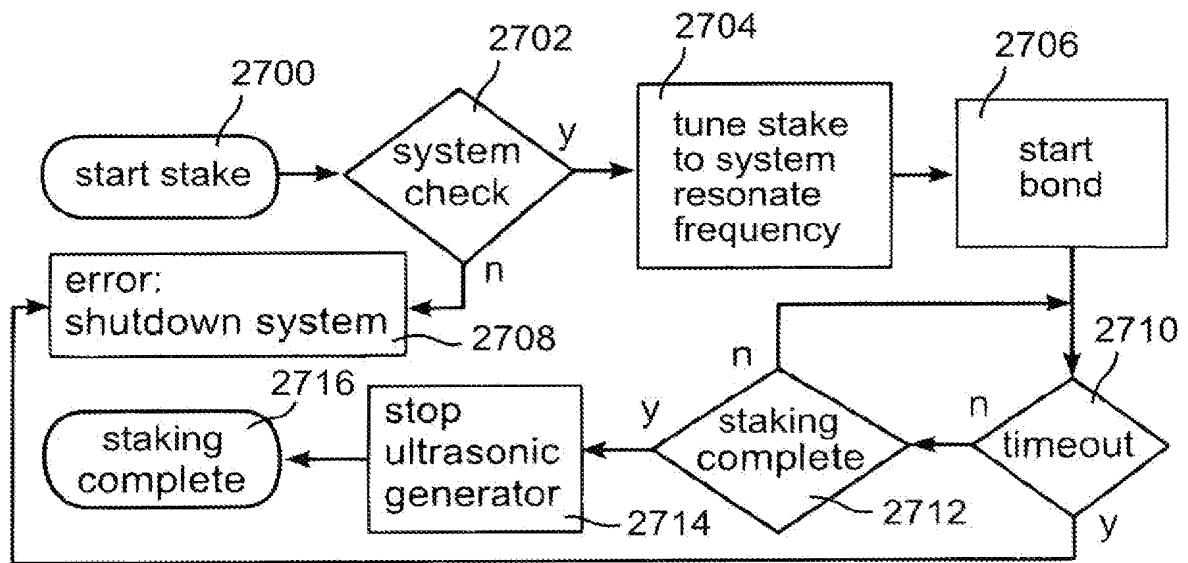 2700
start stake
2702
system
check
y
n
2704
tune stake
to system
resonate
frequency
2706
start
bond
error:
shutdown system
2708
2710
timeout
n
y
staking
complete
2712
n
y
stop
ultrasonic
generator
2714
2716
staking
complete